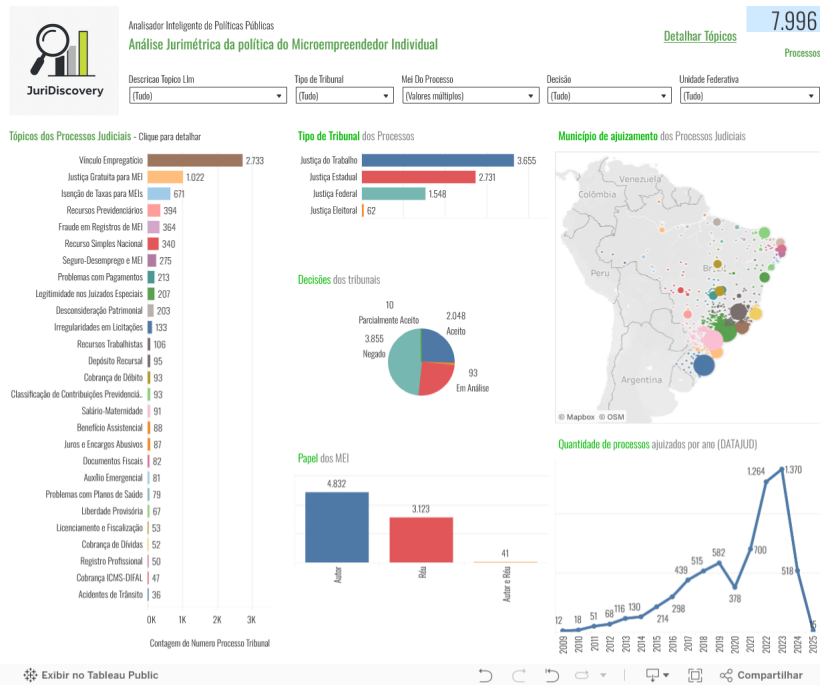 Analisador Inteligente de Políticas Públicas
Análise Jurimétrica da política do Microempreendedor Individual
Detalhar Tópicos
7.996
Processos
JuriDiscovery
Descricao Topico Llm
(Tudo)
Tipo de Tribunal
(Tudo)
Mei Do Processo
(Valores múltiplos)
Decisão
(Tudo)
Unidade Federativa
(Tudo)
Tópicos dos Processos Judiciais - Clique para detalhar
Vínculo Empregatício 2.733
Justiça Gratuita para MEI 1.022
Isenção de Taxas para MEIs 671
Recursos Previdenciários 394
Fraude em Registros de MEI 364
Recurso Simples Nacional 340
Seguro-Desemprego e MEI 275
Problemas com Pagamentos 213
Legitimidade nos Juizados Especiais 207
Desconsideração Patrimonial 203
Irregularidades em Licitações 133
Recursos Trabalhistas 106
Depósito Recursal 95
Cobrança de Débito 93
Classificação de Contribuições Previdenciá.. 93
Salário-Maternidade 91
Benefício Assistencial 88
Juros e Encargos Abusivos 87
Documentos Fiscais 82
Auxílio Emergencial 81
Problemas com Planos de Saúde 79
Liberdade Provisória 67
Licenciamento e Fiscalização 53
Cobrança de Dívidas 52
Registro Profissional 50
Cobrança ICMS-DIFAL 47
Acidentes de Trânsito 36
0K 1K 2K 3K
Contagem de Numero Processo Tribunal
Tipo de Tribunal dos Processos
Justiça do Trabalho 3.655
Justiça Estadual 2.731
Justiça Federal 1.548
Justiça Eleitoral 62
Decisões dos tribunais
10
Parcialmente Aceito
2.048
Aceito
3.855
Negado
93
Em Análise
Papel dos MEI
4.832
3.123
41
Autor
Réu
Autor e Réu
Município de ajuizamento dos Processos Judiciais
Venezuela
Colômbia
Br
Peru
Argentina
© Mapbox © OSM
Quantidade de processos ajuizados por ano (DATAJUD)
12 18 51 68 116 130 214 298 439 515 582 378 700 1.264 1.370 518
2009 2010 2011 2012 2013 2014 2015 2016 2017 2018 2019 2020 2021 2022 2023 2024 2025
Exibir no Tableau Public
Compartilhar